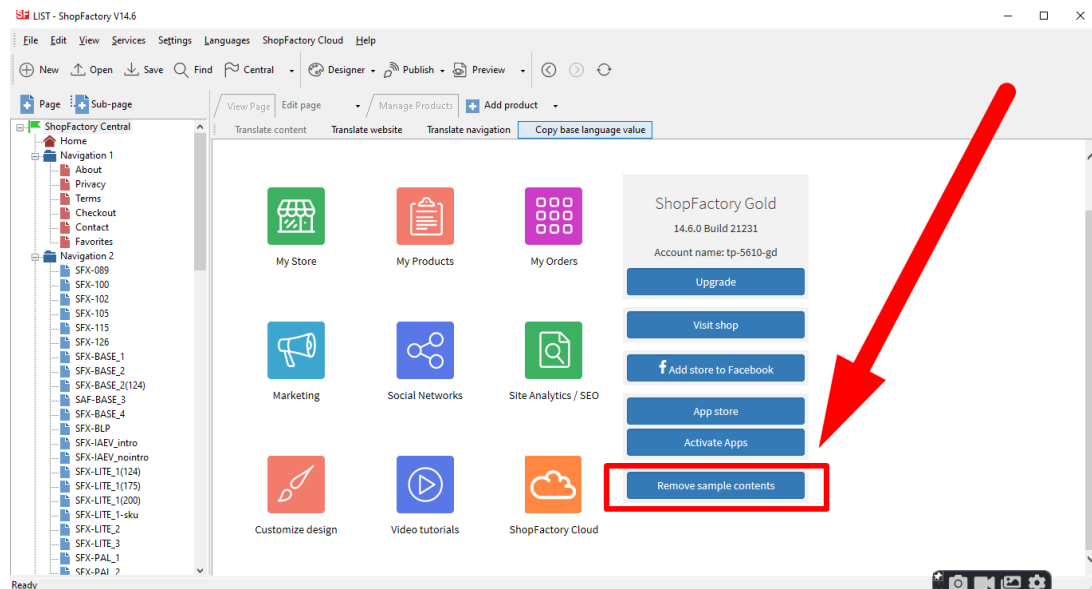 SF LIST - ShopFactory V14.6
File Edit View Services Settings Languages ShopFactory Cloud Help
New Open Save Find Central Designer Publish Preview
Page Sub-page
View Page Edit page Manage Products Add product
Translate content Translate website Translate navigation Copy base language value
ShopFactory Central
Home
Navigation 1
About
Privacy
Terms
Checkout
Contact
Favorites
Navigation 2
SFX-089
SFX-100
SFX-102
SFX-105
SFX-115
SFX-126
SFX-BASE_1
SFX-BASE_2
SFX-BASE_2(124)
SAF-BASE_3
SFX-BASE_4
SFX-BLP
SFX-IAEV_intro
SFX-IAEV_nointro
SFX-LITE_1(124)
SFX-LITE_1(175)
SFX-LITE_1(200)
SFX-LITE_1-sku
SFX-LITE_2
SFX-LITE_3
SFX-PAL_1
SFX-PAL_2
My Store My Products My Orders
Marketing Social Networks Site Analytics / SEO
Customize design Video tutorials ShopFactory Cloud
ShopFactory Gold
14.6.0 Build 21231
Account name: tp-5610-gd
Upgrade
Visit shop
Add store to Facebook
App store
Activate Apps
Remove sample contents
Ready